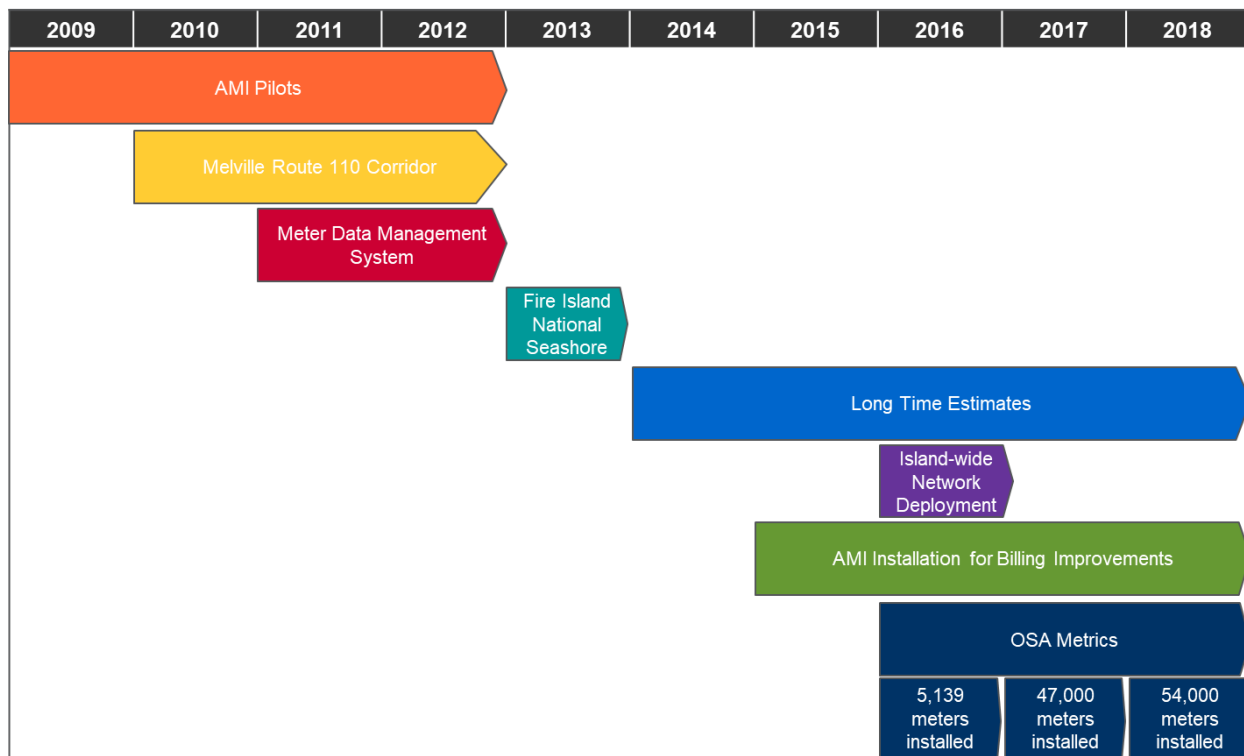 2009 2010 2011 2012 2013 2014 2015 2016 2017 2018
AMI Pilots
Melville Route 110 Corridor
Meter Data Management
System
Fire Island
National
Seashore
Long Time Estimates
Island-wide
Network
Deployment
AMI Installation for Billing Improvements
OSA Metrics
5,139
meters
installed
47,000
meters
installed
54,000
meters
installed